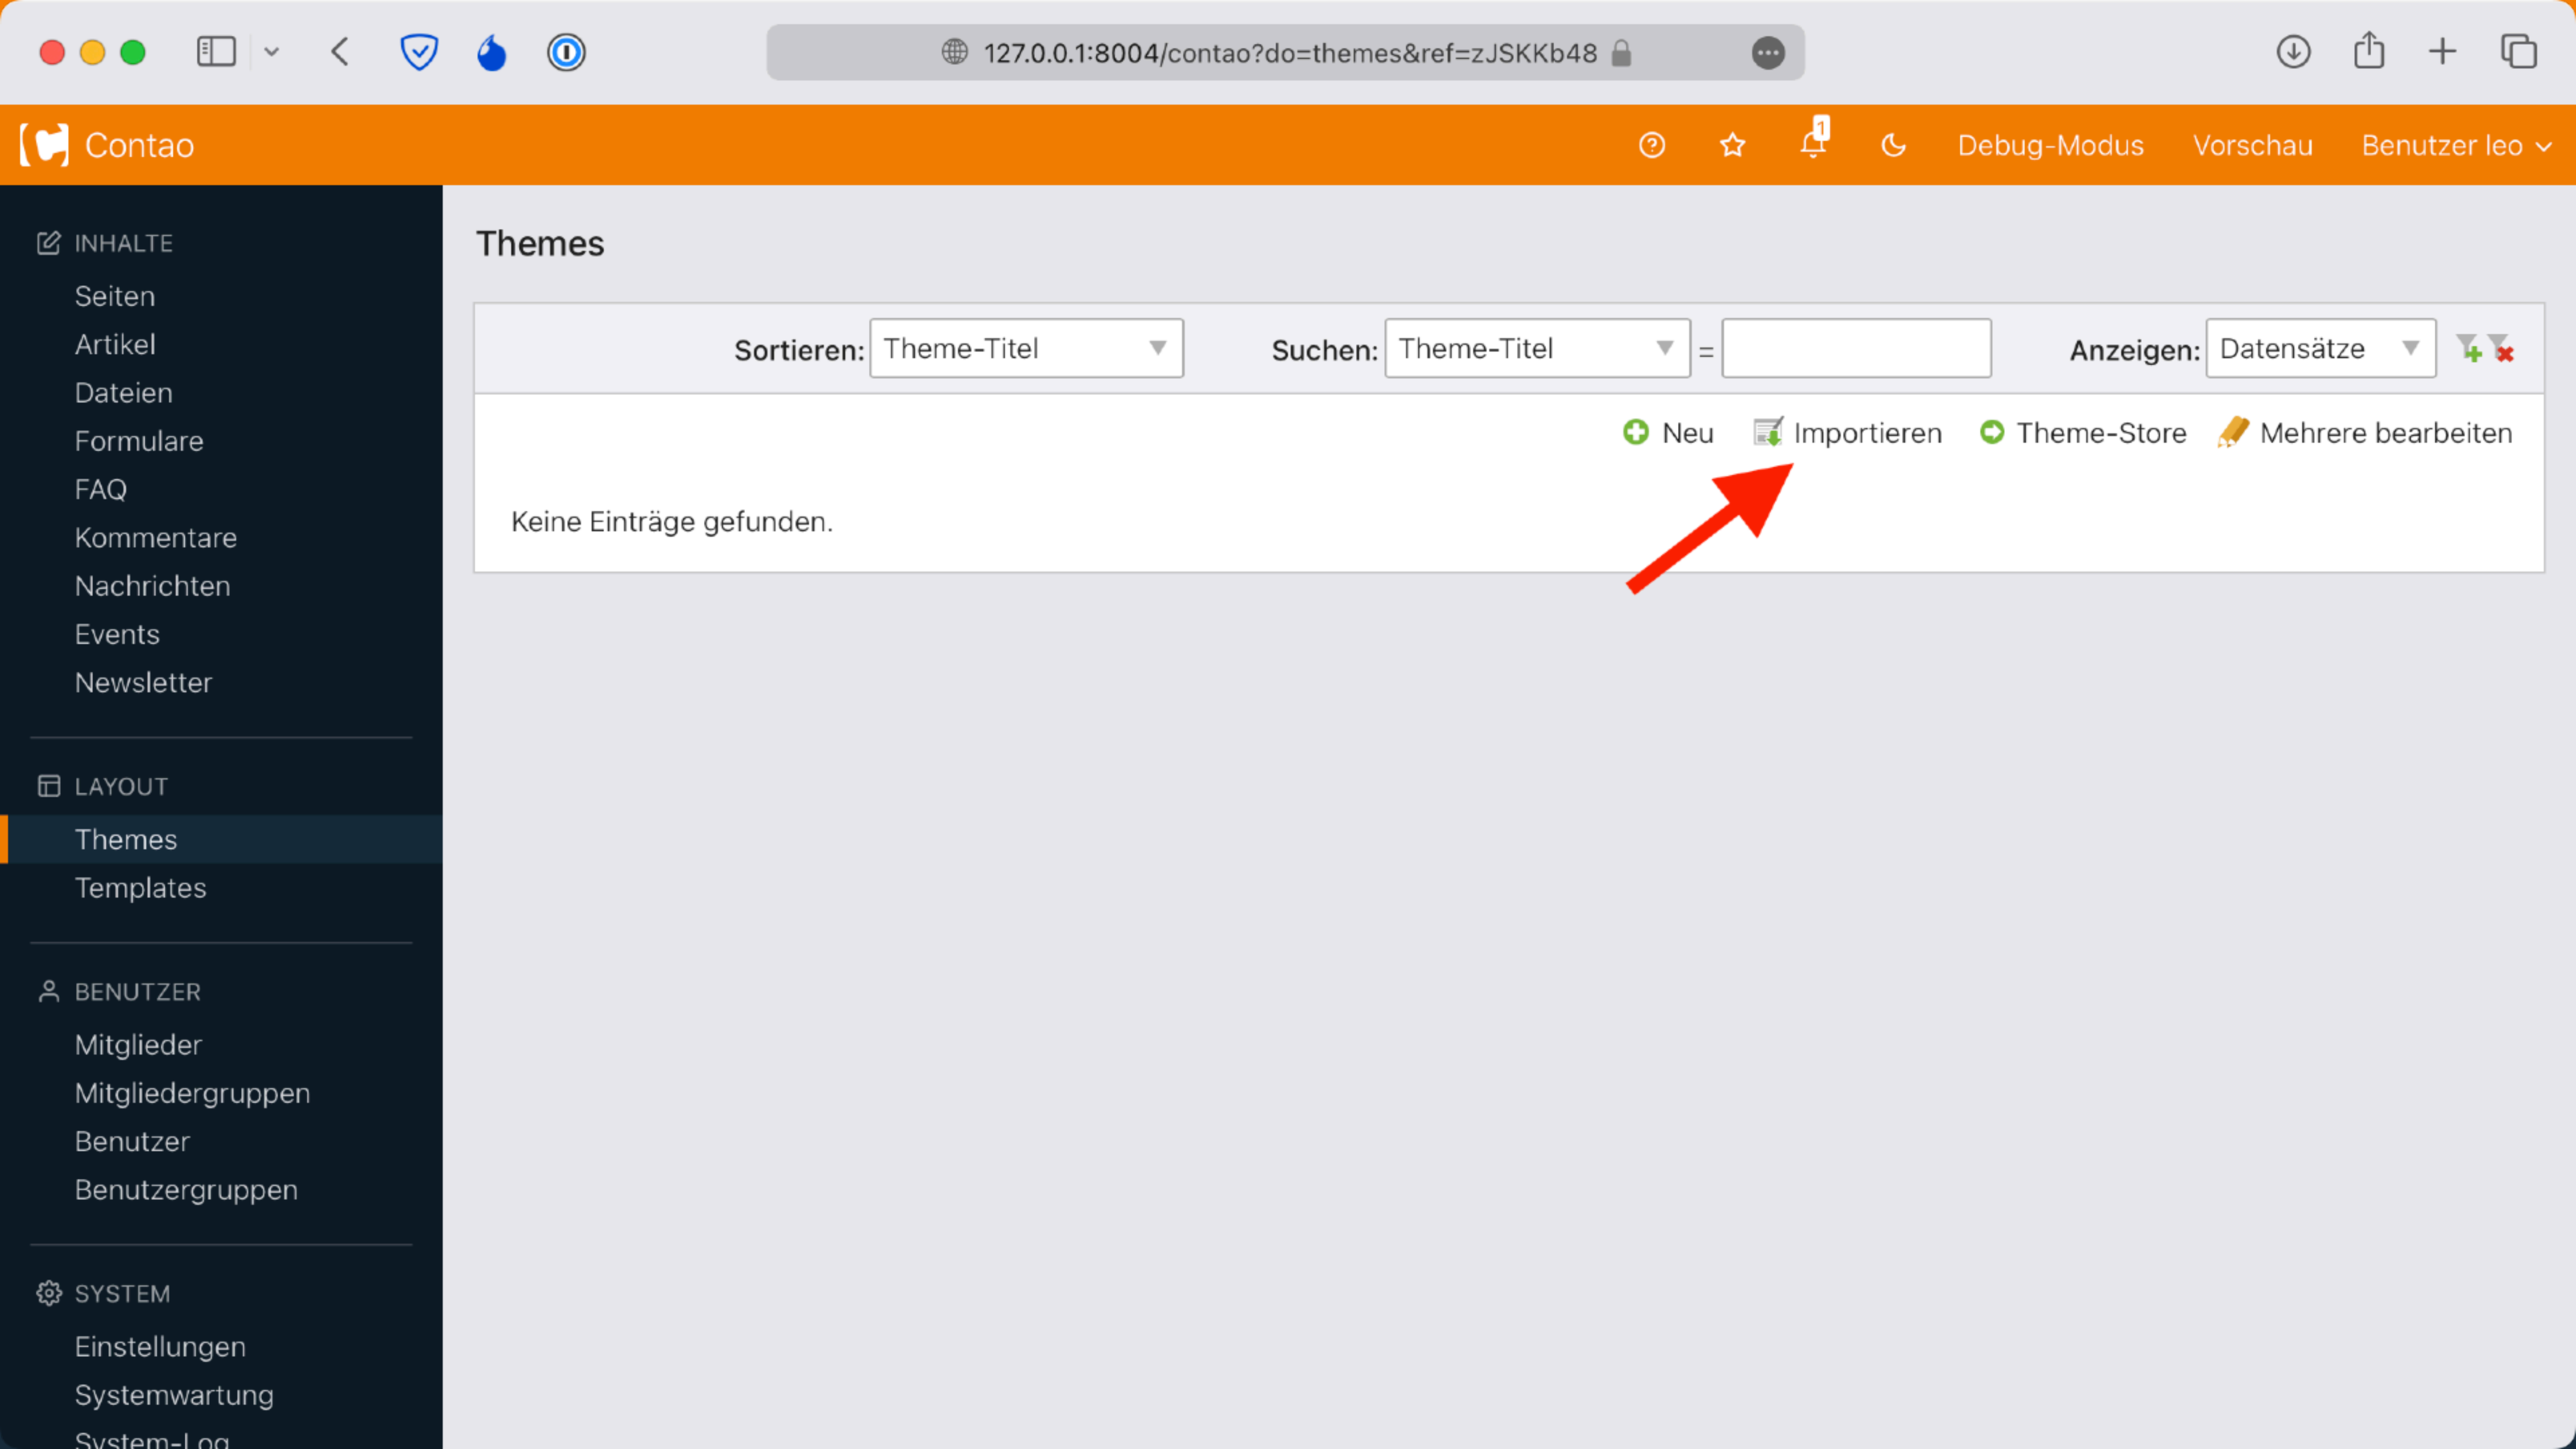 127.0.0.1:8004/contao?do=themes&ref=zJSKKb48
Contao
1
Debug-Modus
Vorschau
Benutzer leo
INHALTE
Seiten
Artikel
Dateien
Formulare
FAQ
Kommentare
Nachrichten
Events
Newsletter
LAYOUT
Themes
Templates
BENUTZER
Mitglieder
Mitgliedergruppen
Benutzer
Benutzergruppen
SYSTEM
Einstellungen
Systemwartung
System-Log
Themes
Sortieren: Theme-Titel
Suchen: Theme-Titel =
Anzeigen: Datensätze
Neu
Importieren
Theme-Store
Mehrere bearbeiten
Keine Einträge gefunden.